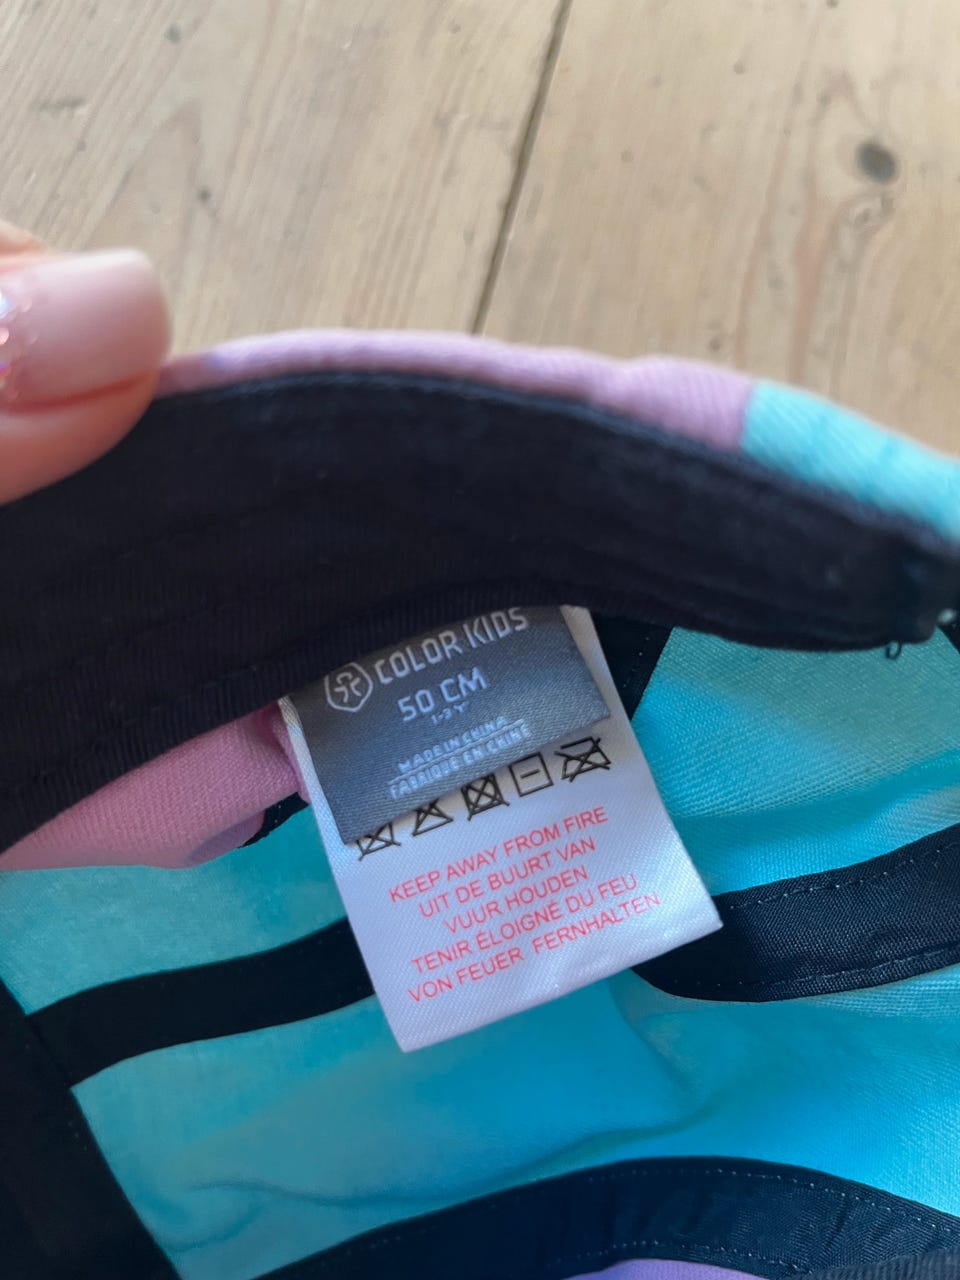 COLOR KIDS
50 CM
1-3 Y
MADE IN CHINA
FABRIQUÉ EN CHINE
KEEP AWAY FROM FIRE
UIT DE BUURT VAN
VUUR HOUDEN
TENIR ÉLOIGNÉ DU FEU
VON FEUER FERNHALTEN